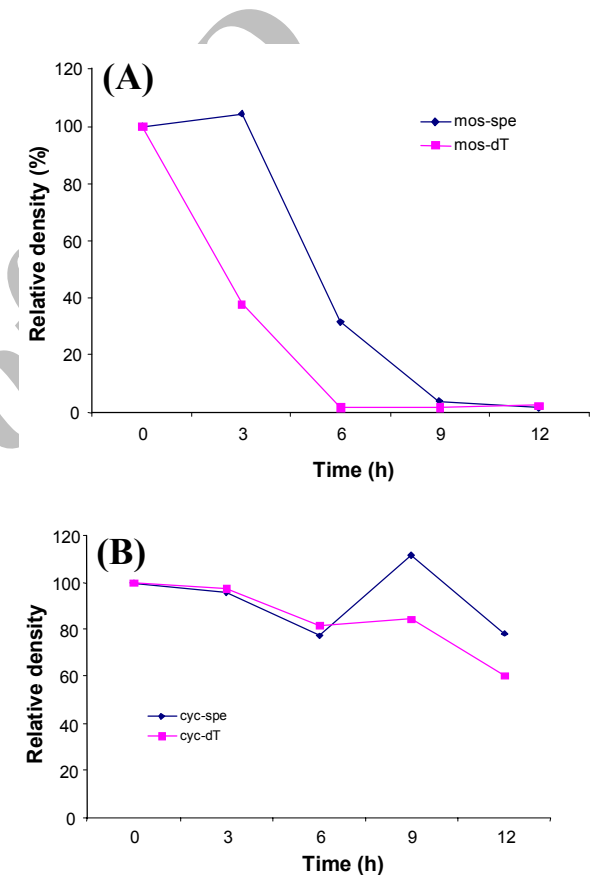 (A)
120
100
80
60
40
20
0
Relative density (%)
mos-spe
mos-dT
0 3 6 9 12
Time (h)
(B)
120
100
80
60
40
20
0
Relative density
cyc-spe
cyc-dT
0 3 6 9 12
Time (h)